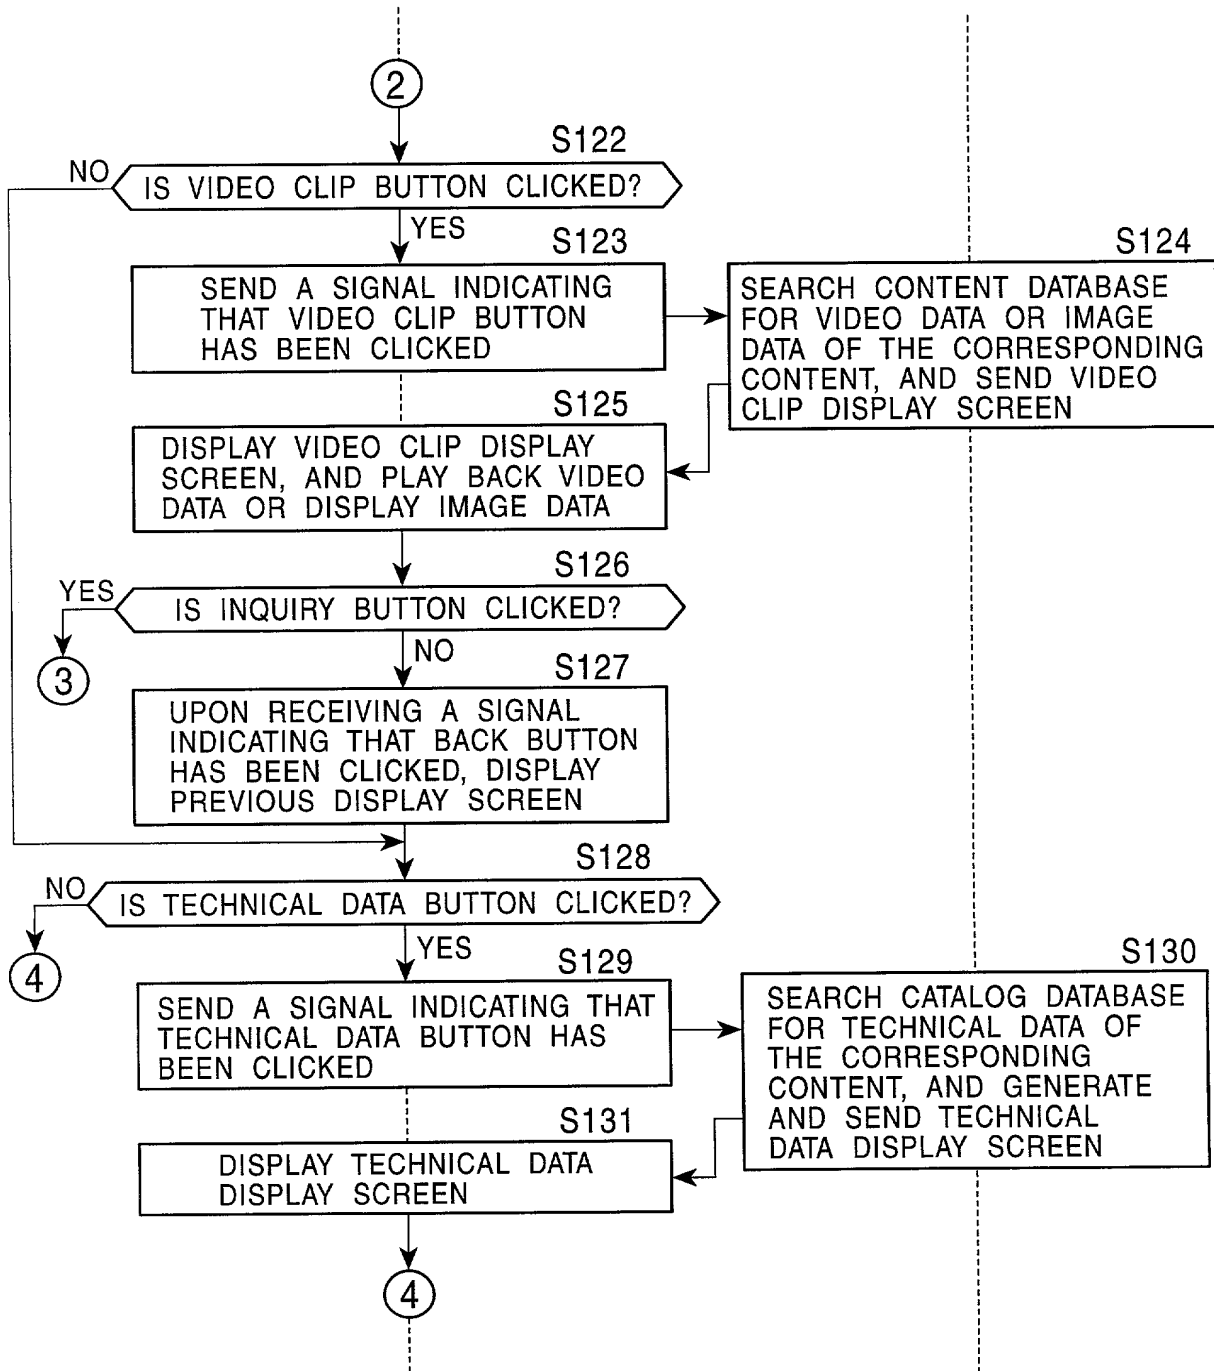 2
S122
NO
IS VIDEO CLIP BUTTON CLICKED?
YES
S123
SEND A SIGNAL INDICATING
THAT VIDEO CLIP BUTTON
HAS BEEN CLICKED
S124
SEARCH CONTENT DATABASE
FOR VIDEO DATA OR IMAGE
DATA OF THE CORRESPONDING
CONTENT, AND SEND VIDEO
CLIP DISPLAY SCREEN
S125
DISPLAY VIDEO CLIP DISPLAY
SCREEN, AND PLAY BACK VIDEO
DATA OR DISPLAY IMAGE DATA
S126
YES
IS INQUIRY BUTTON CLICKED?
NO
3
S127
UPON RECEIVING A SIGNAL
INDICATING THAT BACK BUTTON
HAS BEEN CLICKED, DISPLAY
PREVIOUS DISPLAY SCREEN
S128
NO
IS TECHNICAL DATA BUTTON CLICKED?
YES
4
S129
SEND A SIGNAL INDICATING THAT
TECHNICAL DATA BUTTON HAS
BEEN CLICKED
S130
SEARCH CATALOG DATABASE
FOR TECHNICAL DATA OF
THE CORRESPONDING
CONTENT, AND GENERATE
AND SEND TECHNICAL
DATA DISPLAY SCREEN
S131
DISPLAY TECHNICAL DATA
DISPLAY SCREEN
4